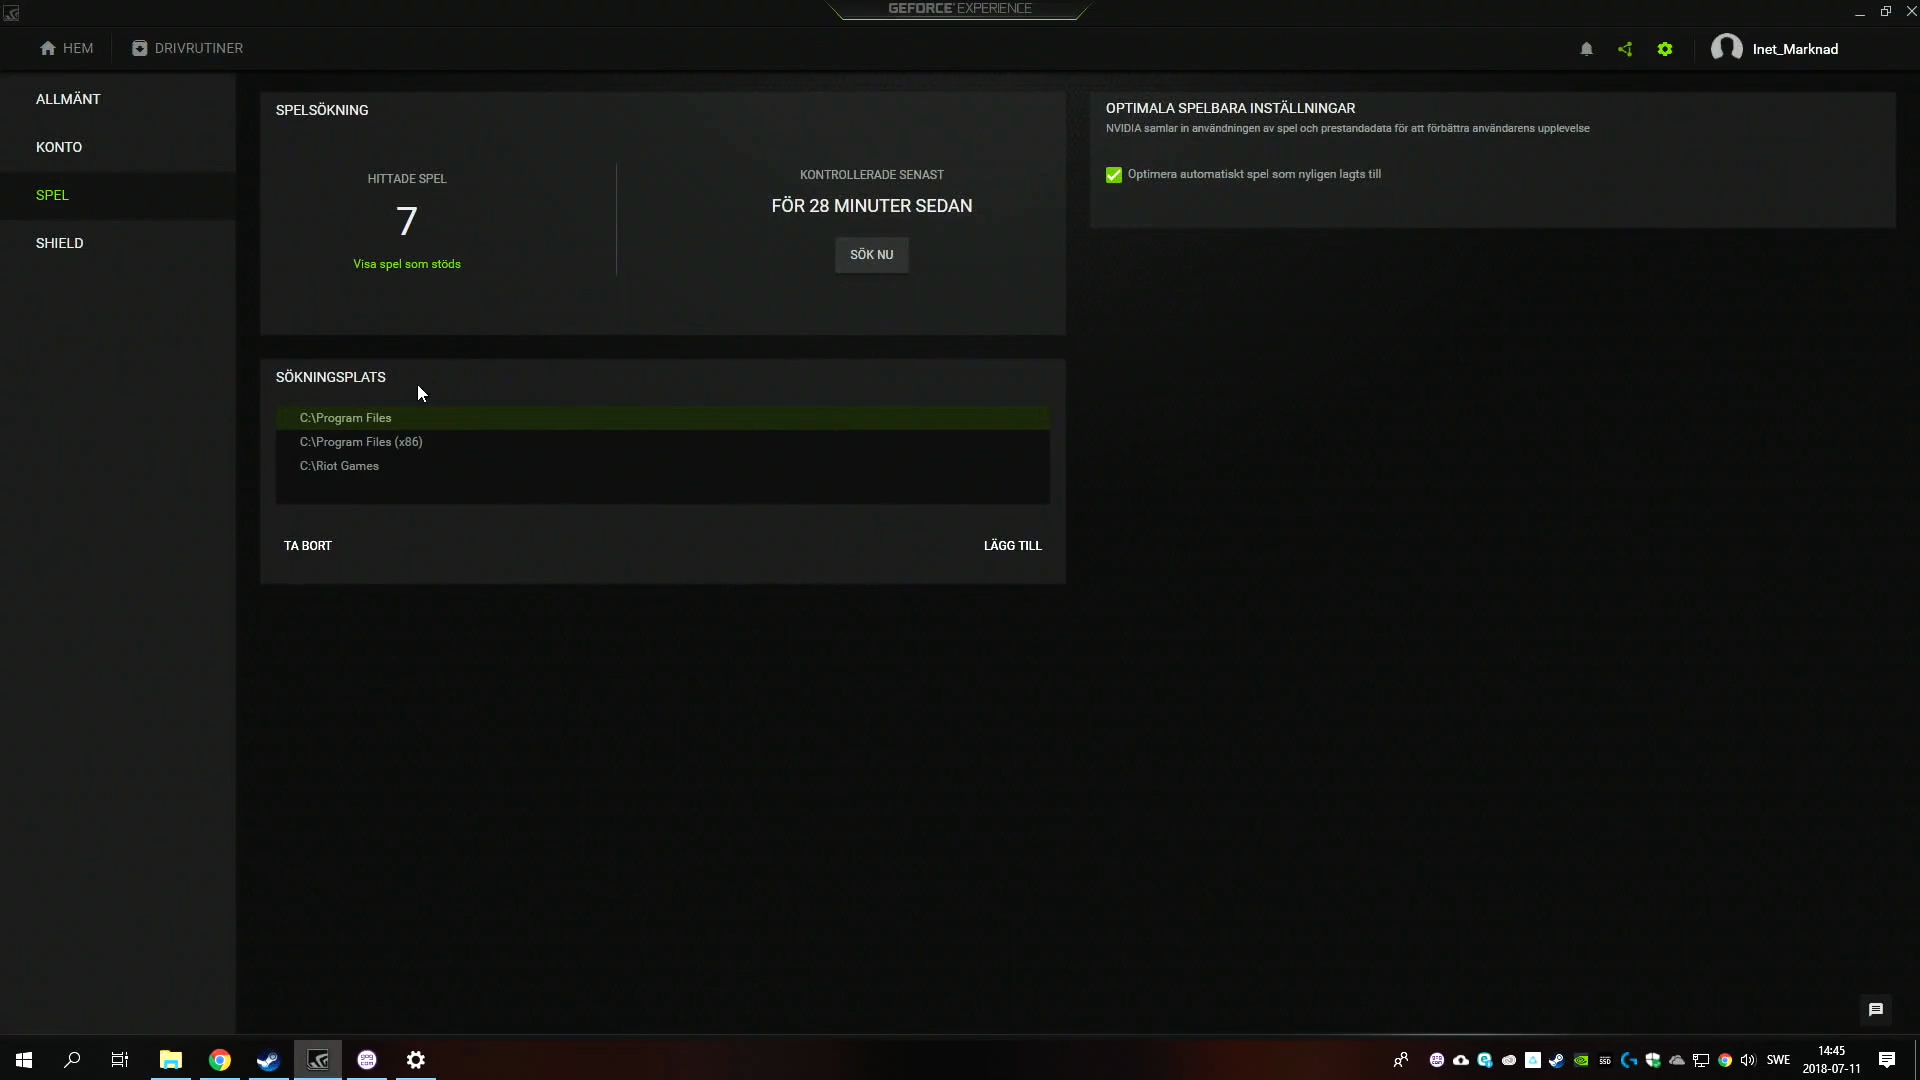 GEFORCE EXPERIENCE
HEM
DRIVRUTINER
Inet_Marknad
ALLMÄNT
KONTO
SPEL
SHIELD
SPELSÖKNING
HITTADE SPEL
7
Visa spel som stöds
KONTROLLERADE SENAST
FÖR 28 MINUTER SEDAN
SÖK NU
SÖKNINGSPLATS
C:\Program Files
C:\Program Files (x86)
C:\Riot Games
TA BORT
LÄGG TILL
OPTIMALA SPELBARA INSTÄLLNINGAR
NVIDIA samlar in användningen av spel och prestandadata för att förbättra användarens upplevelse
Optimera automatiskt spel som nyligen lagts till
GOG COM
SSD
SWE
14:45
2018-07-11